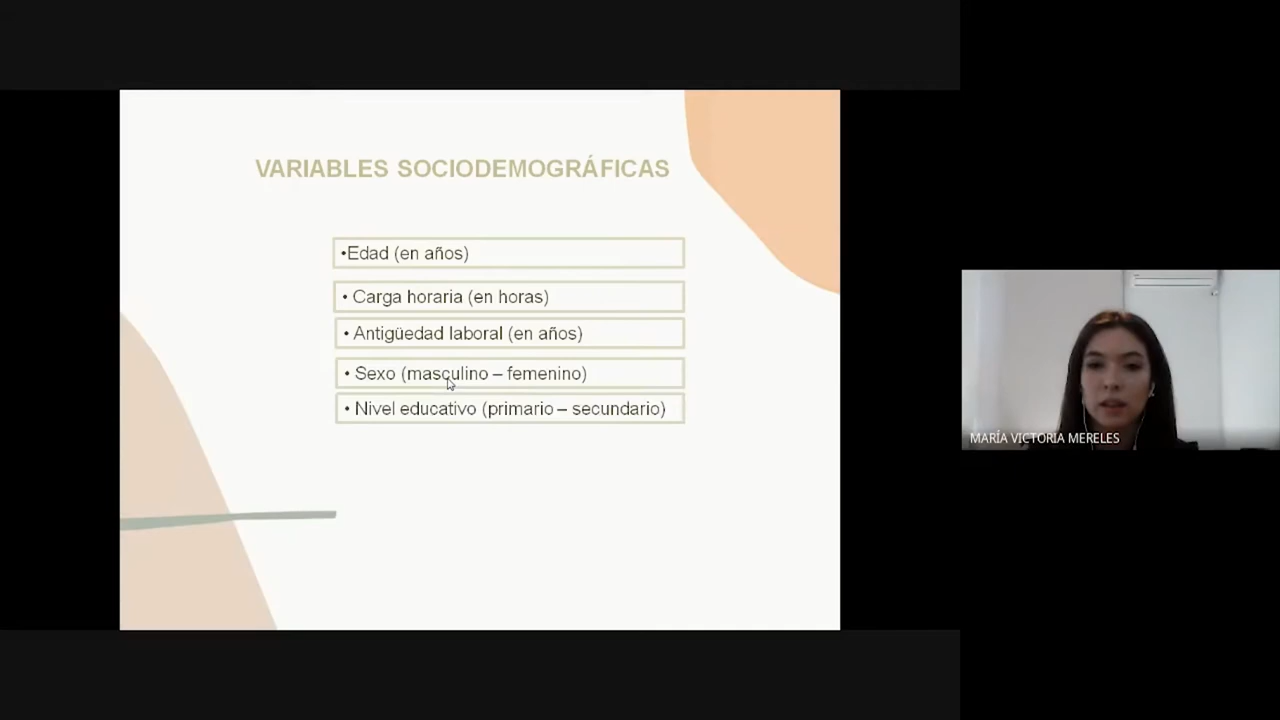 VARIABLES SOCIODEMOGRÁFICAS
•Edad (en años)
• Carga horaria (en horas)
• Antigüedad laboral (en años)
• Sexo (masculino – femenino)
• Nivel educativo (primario – secundario)
MARÍA VICTORIA MERELES